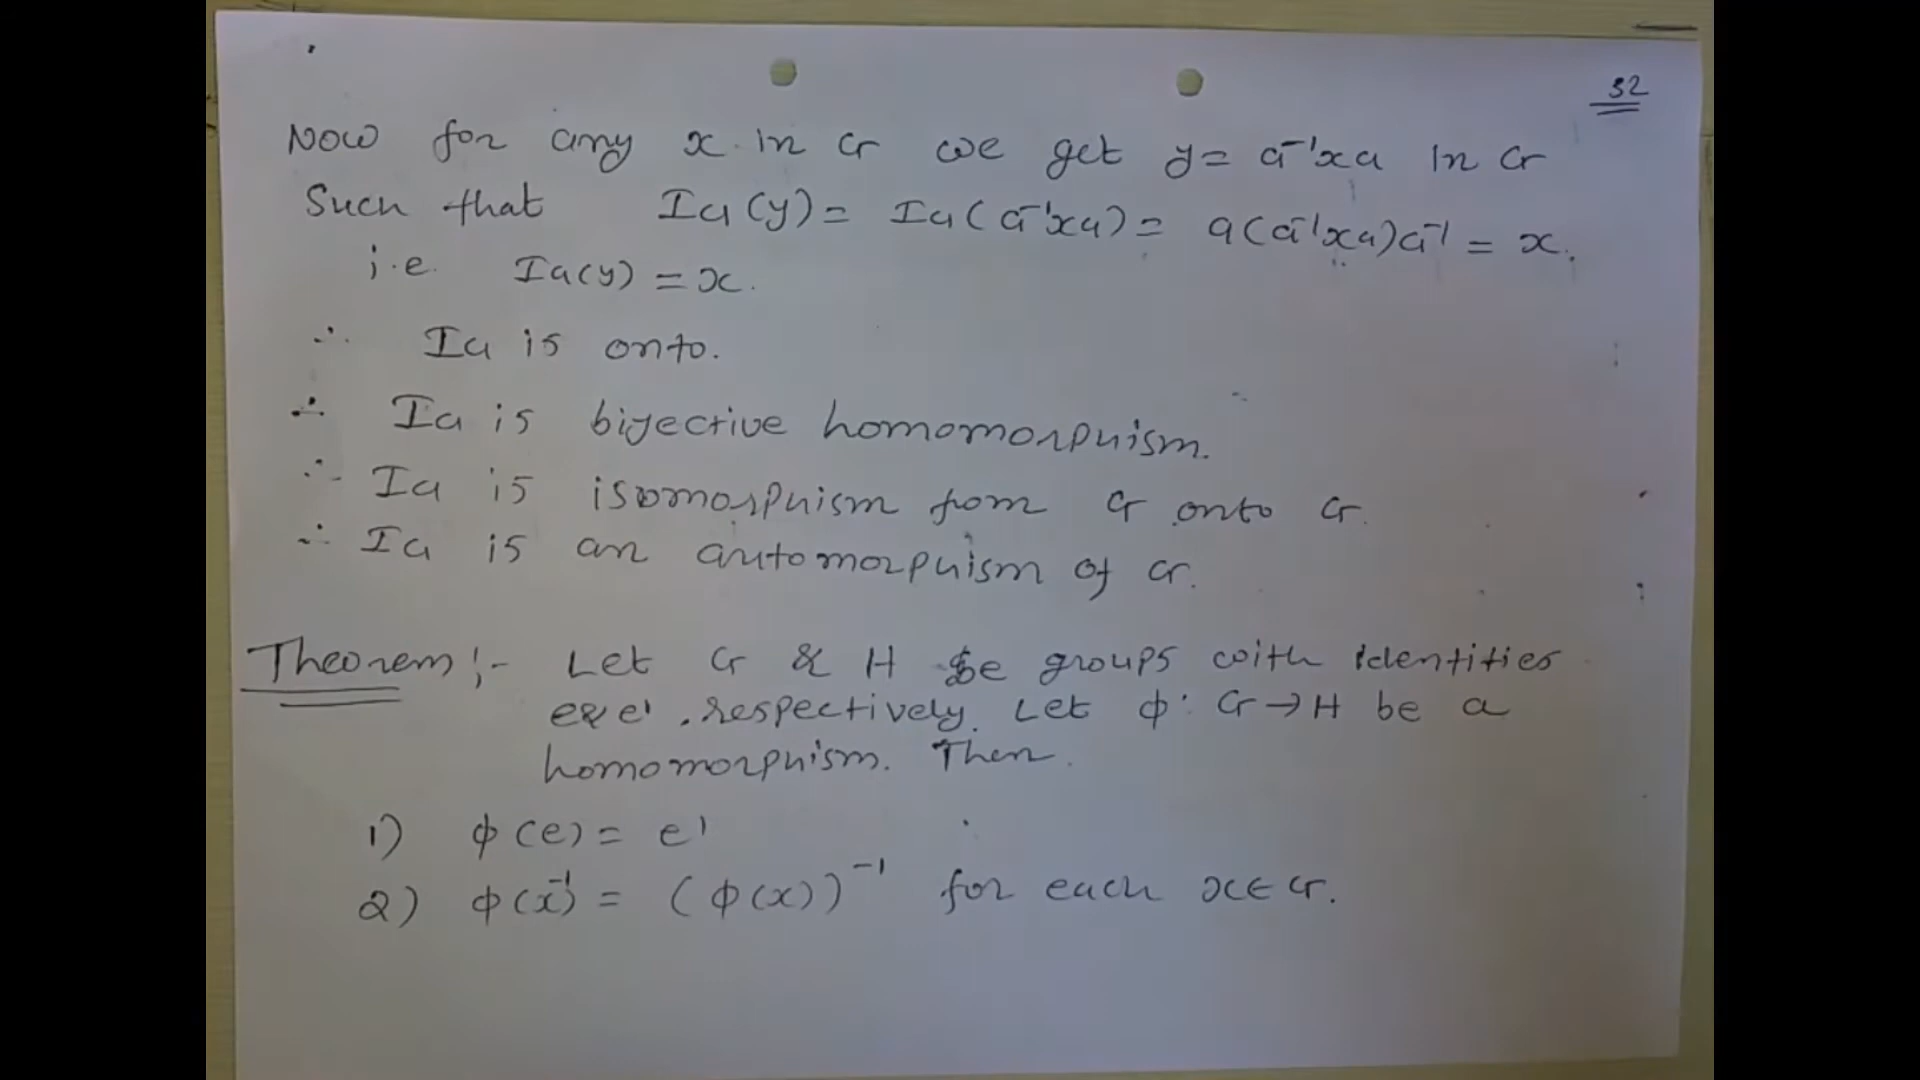 32
Now for any x in G we get y = a⁻¹xa in G
Such that Ia(y) = Ia(a⁻¹xa) = a(a⁻¹xa)a⁻¹ = x.
i.e. Ia(y) = x.
∴ Ia is onto.
∴ Ia is bijective homomorphism.
∴ Ia is isomorphism from G onto G.
∴ Ia is an automorphism of G.
Theorem :- Let G & H be groups with identities
e & e' respectively. Let ϕ: G → H be a
homomorphism. Then
1) ϕ(e) = e'
2) ϕ(x⁻¹) = (ϕ(x))⁻¹ for each x ∈ G.